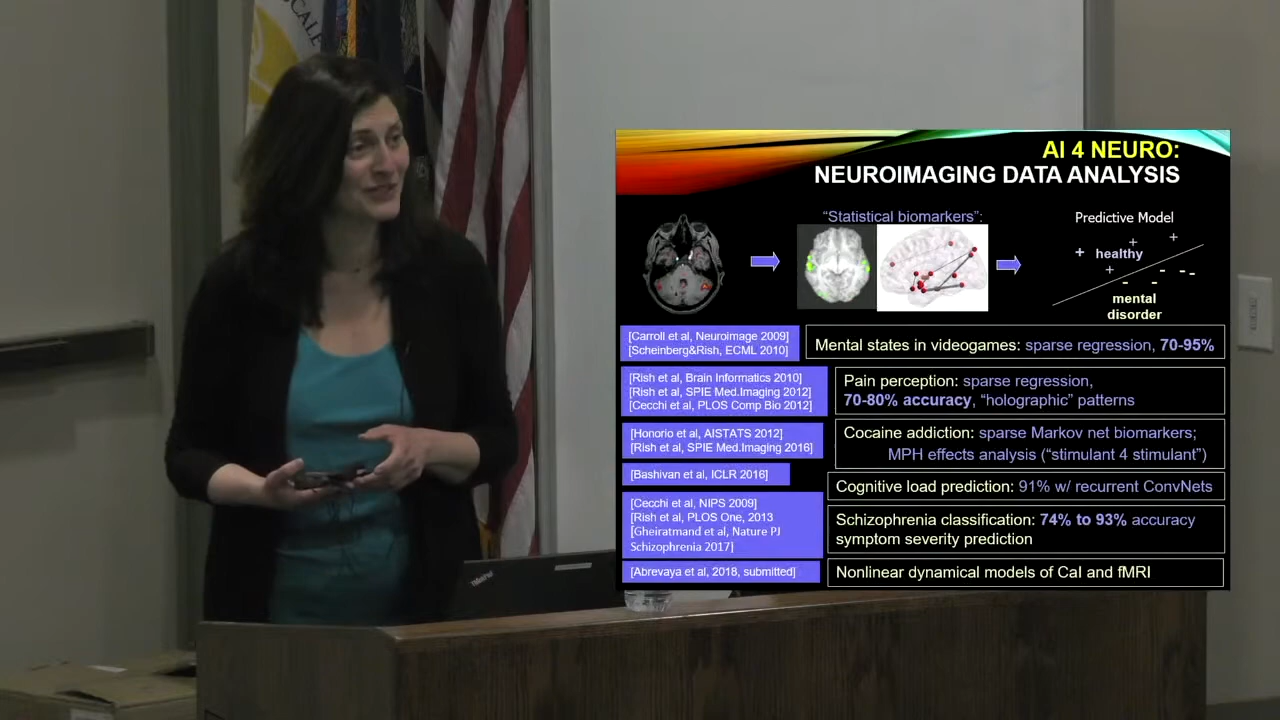 SCALE
AI 4 NEURO:
NEUROIMAGING DATA ANALYSIS
“Statistical biomarkers”:
Predictive Model
healthy
mental
disorder
[Carroll et al, Neuroimage 2009]
[Scheinberg&Rish, ECML 2010]
Mental states in videogames: sparse regression, 70-95%
[Rish et al, Brain Informatics 2010]
[Rish et al, SPIE Med.Imaging 2012]
[Cecchi et al, PLOS Comp Bio 2012]
Pain perception: sparse regression,
70-80% accuracy, “holographic” patterns
[Honorio et al, AISTATS 2012]
[Rish et al, SPIE Med.Imaging 2016]
Cocaine addiction: sparse Markov net biomarkers;
MPH effects analysis (“stimulant 4 stimulant”)
[Bashivan et al, ICLR 2016]
Cognitive load prediction: 91% w/ recurrent ConvNets
[Cecchi et al, NIPS 2009]
[Rish et al, PLOS One, 2013
[Gheiratmand et al, Nature PJ
Schizophrenia 2017]
Schizophrenia classification: 74% to 93% accuracy
symptom severity prediction
[Abrevaya et al, 2018, submitted]
Nonlinear dynamical models of CaI and fMRI
ThinkPad